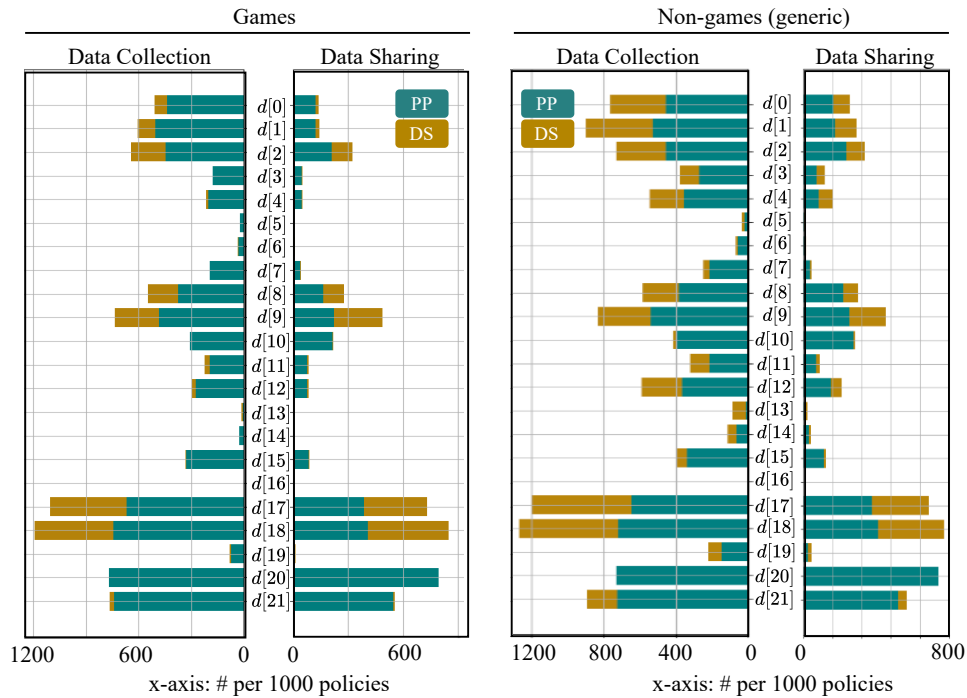 Games
Non-games (generic)
Data Collection
Data Sharing
Data Collection
Data Sharing
PP
DS
PP
DS
d[0]
d[1]
d[2]
d[3]
d[4]
d[5]
d[6]
d[7]
d[8]
d[9]
d[10]
d[11]
d[12]
d[13]
d[14]
d[15]
d[16]
d[17]
d[18]
d[19]
d[20]
d[21]
d[0]
d[1]
d[2]
d[3]
d[4]
d[5]
d[6]
d[7]
d[8]
d[9]
d[10]
d[11]
d[12]
d[13]
d[14]
d[15]
d[16]
d[17]
d[18]
d[19]
d[20]
d[21]
1200 600 0 0 600
1200 800 400 0 0 800
x-axis: # per 1000 policies
x-axis: # per 1000 policies